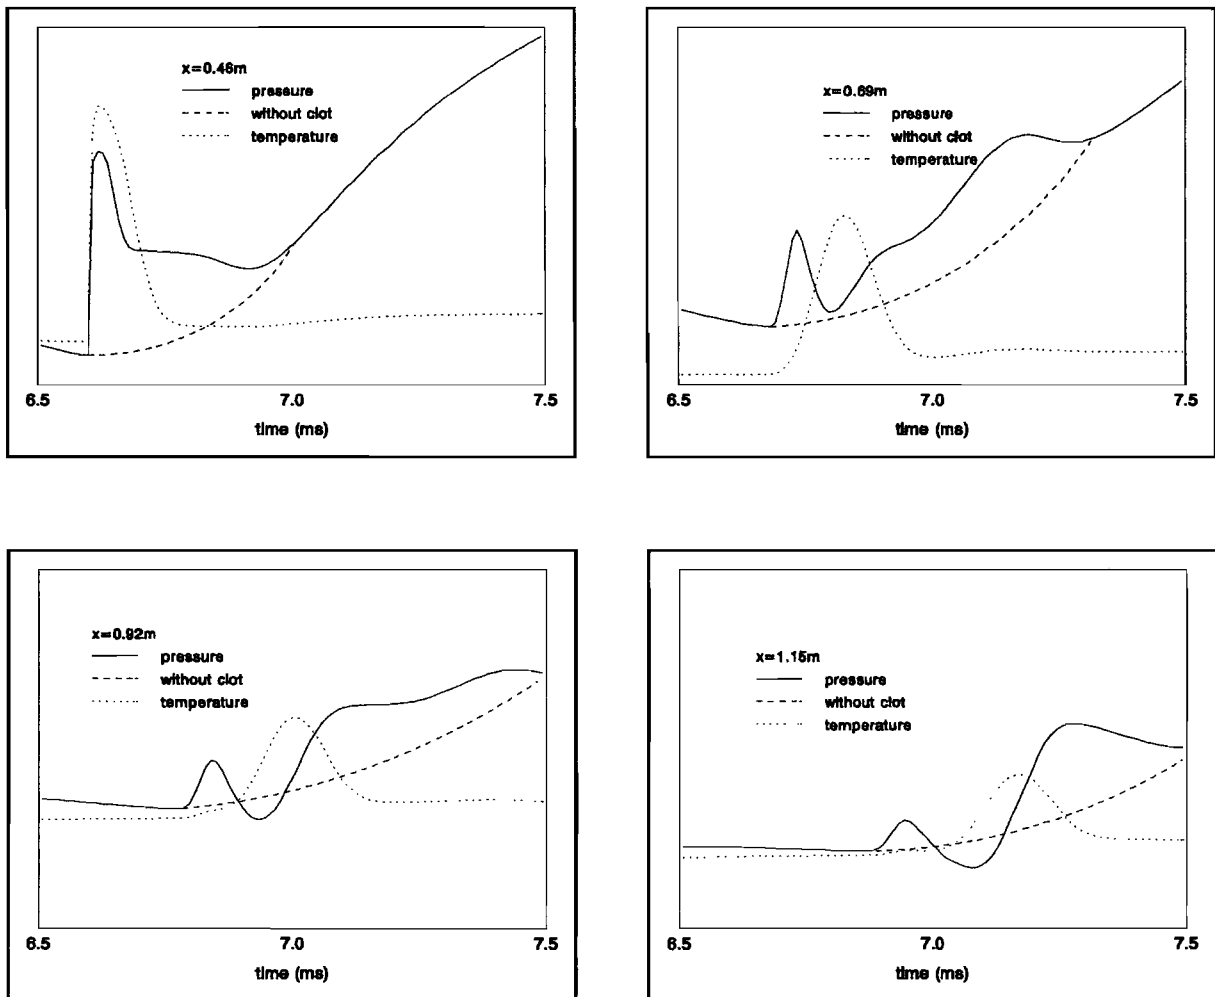 x=0.46m
pressure
without clot
temperature
6.5
7.0
7.5
time (ms)
x=0.69m
pressure
without clot
temperature
6.5
7.0
7.5
time (ms)
x=0.92m
pressure
without clot
temperature
6.5
7.0
7.5
time (ms)
x=1.15m
pressure
without clot
temperature
6.5
7.0
7.5
time (ms)